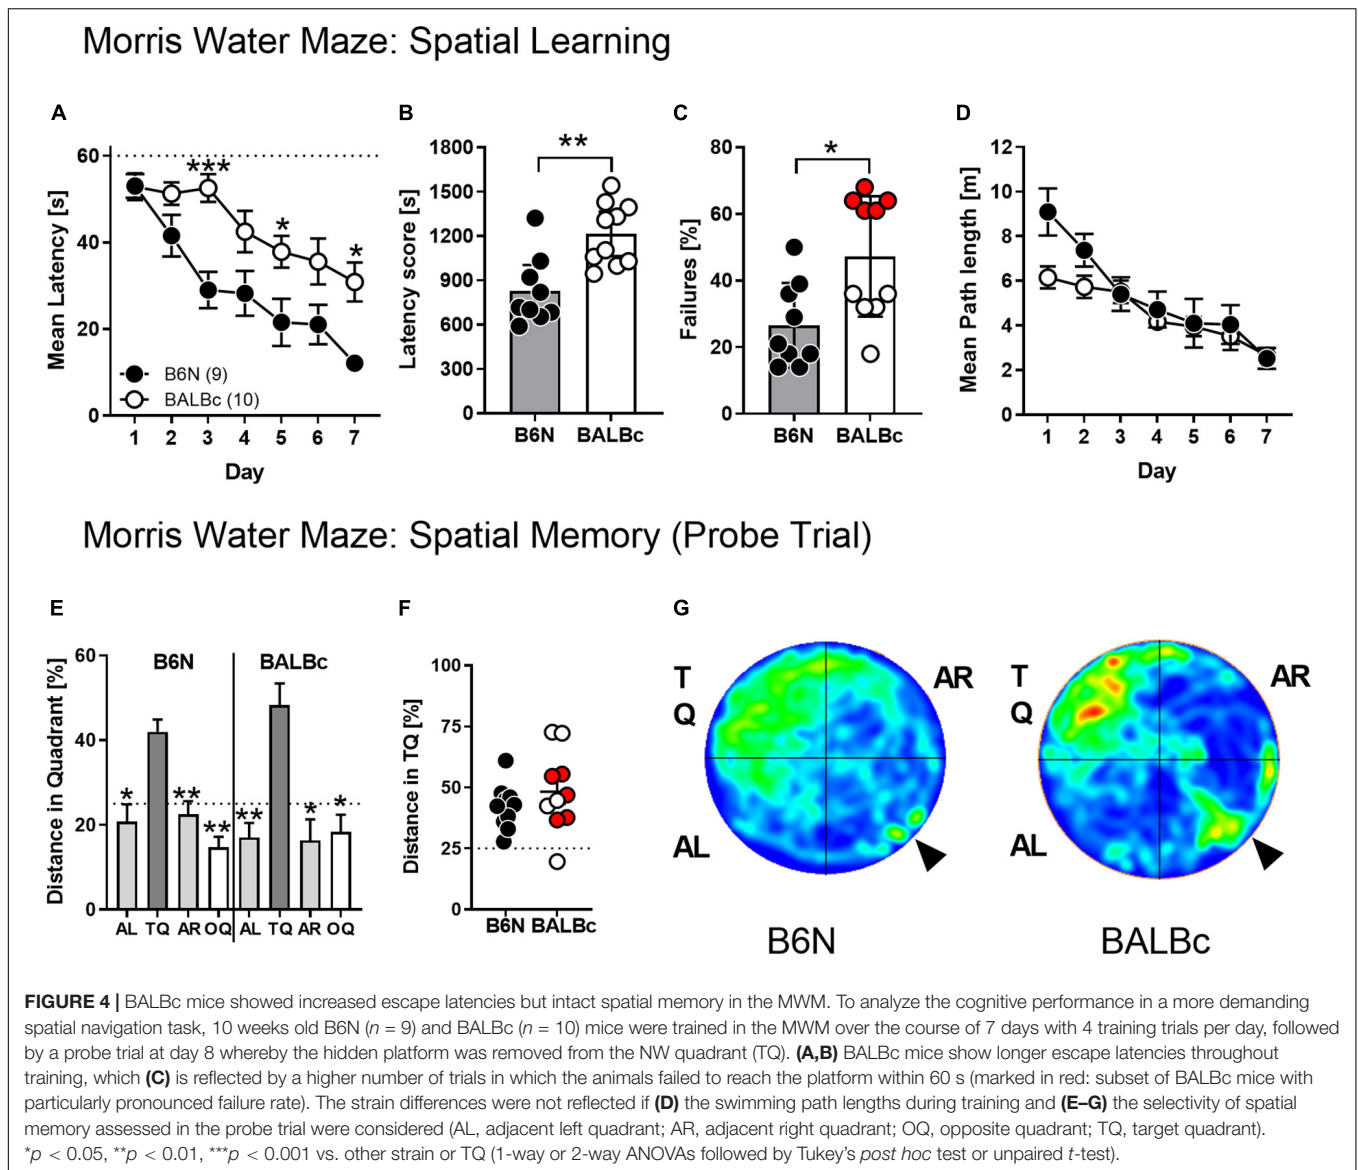 Morris Water Maze: Spatial Learning
A
Mean Latency [s]
60
40
20
0
***
*
*
B6N (9)
BALBc (10)
1 2 3 4 5 6 7
Day
B
Latency score [s]
1800
1500
1200
900
600
300
0
**
B6N BALBc
C
Failures [%]
80
60
40
20
0
*
B6N BALBc
D
Mean Path length [m]
12
10
8
6
4
2
0
1 2 3 4 5 6 7
Day
Morris Water Maze: Spatial Memory (Probe Trial)
E
Distance in Quadrant [%]
60
40
20
0
B6N BALBc
* ** ** ** * *
AL TQ AR OQ AL TQ AR OQ
F
Distance in TQ [%]
100
75
50
25
0
B6N BALBc
G
T
Q
AR
AL
B6N
T
Q
AR
AL
BALBc
FIGURE 4 | BALBc mice showed increased escape latencies but intact spatial memory in the MWM. To analyze the cognitive performance in a more demanding
spatial navigation task, 10 weeks old B6N (n = 9) and BALBc (n = 10) mice were trained in the MWM over the course of 7 days with 4 training trials per day, followed
by a probe trial at day 8 whereby the hidden platform was removed from the NW quadrant (TQ). (A,B) BALBc mice show longer escape latencies throughout
training, which (C) is reflected by a higher number of trials in which the animals failed to reach the platform within 60 s (marked in red: subset of BALBc mice with
particularly pronounced failure rate). The strain differences were not reflected if (D) the swimming path lengths during training and (E–G) the selectivity of spatial
memory assessed in the probe trial were considered (AL, adjacent left quadrant; AR, adjacent right quadrant; OQ, opposite quadrant; TQ, target quadrant).
*p < 0.05, **p < 0.01, ***p < 0.001 vs. other strain or TQ (1-way or 2-way ANOVAs followed by Tukey's post hoc test or unpaired t-test).